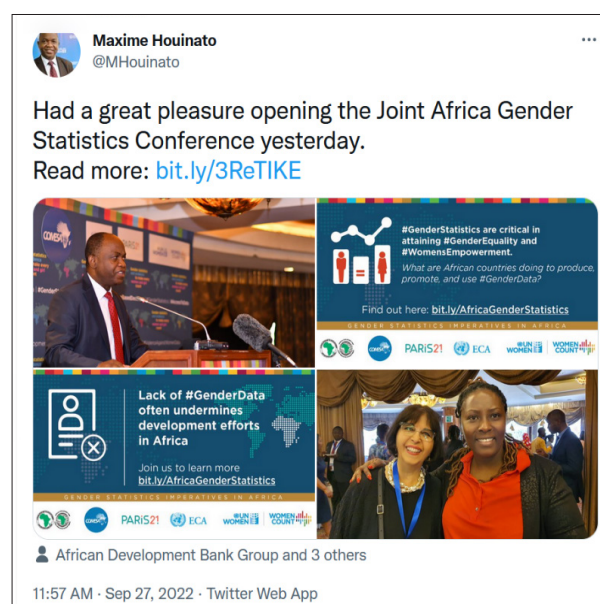 Maxime Houinato
@MHouinato
Had a great pleasure opening the Joint Africa Gender
Statistics Conference yesterday.
Read more: bit.ly/3ReTIKE
COMESA
#GenderStatistics are critical in
attaining #GenderEquality and
#WomensEmpowerment.
What are African countries doing to produce,
promote, and use #GenderData?
Find out here: bit.ly/AfricaGenderStatistics
GENDER STATISTICS IMPERATIVES IN AFRICA
COMESA PARIS21 ECA UN WOMEN WOMEN COUNT
Lack of #GenderData
often undermines
development efforts
in Africa
Join us to learn more
bit.ly/AfricaGenderStatistics
GENDER STATISTICS IMPERATIVES IN AFRICA
COMESA PARIS21 ECA UN WOMEN WOMEN COUNT
African Development Bank Group and 3 others
11:57 AM · Sep 27, 2022 · Twitter Web App